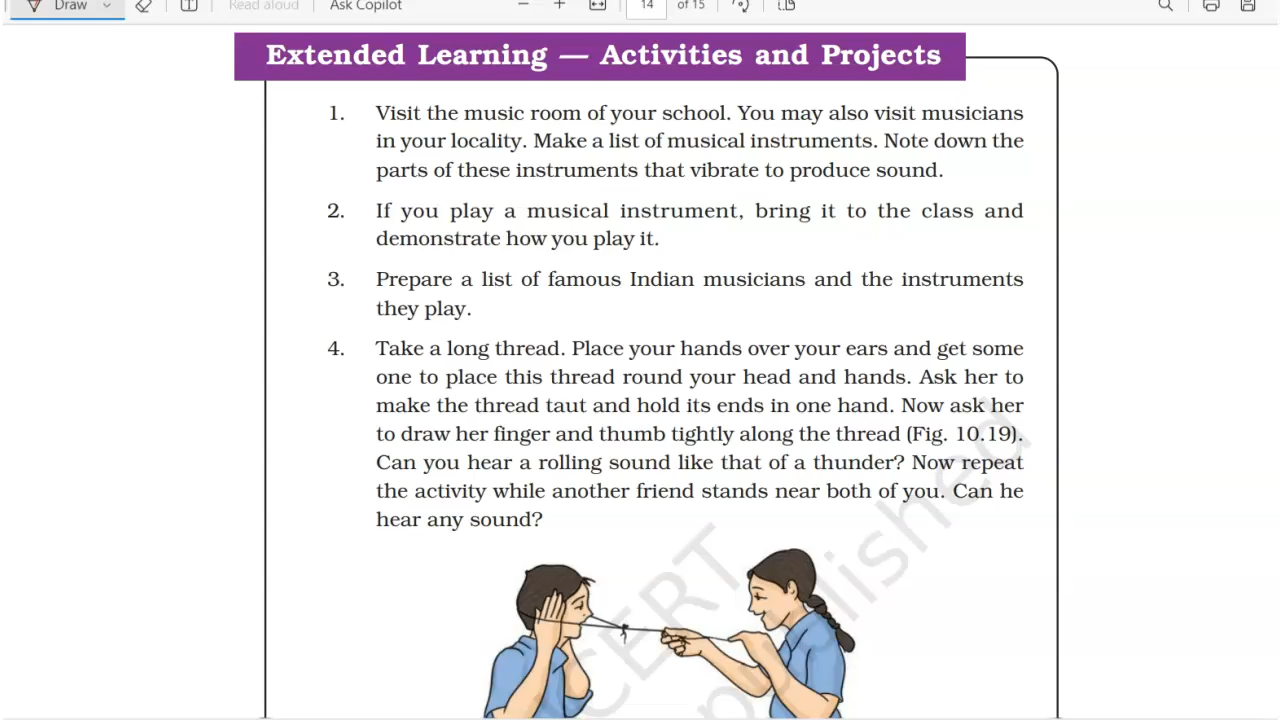 Draw
Read aloud
Ask Copilot
14 of 15
Extended Learning — Activities and Projects
1. Visit the music room of your school. You may also visit musicians
in your locality. Make a list of musical instruments. Note down the
parts of these instruments that vibrate to produce sound.
2. If you play a musical instrument, bring it to the class and
demonstrate how you play it.
3. Prepare a list of famous Indian musicians and the instruments
they play.
4. Take a long thread. Place your hands over your ears and get some
one to place this thread round your head and hands. Ask her to
make the thread taut and hold its ends in one hand. Now ask her
to draw her finger and thumb tightly along the thread (Fig. 10.19).
Can you hear a rolling sound like that of a thunder? Now repeat
the activity while another friend stands near both of you. Can he
hear any sound?
CERT
published